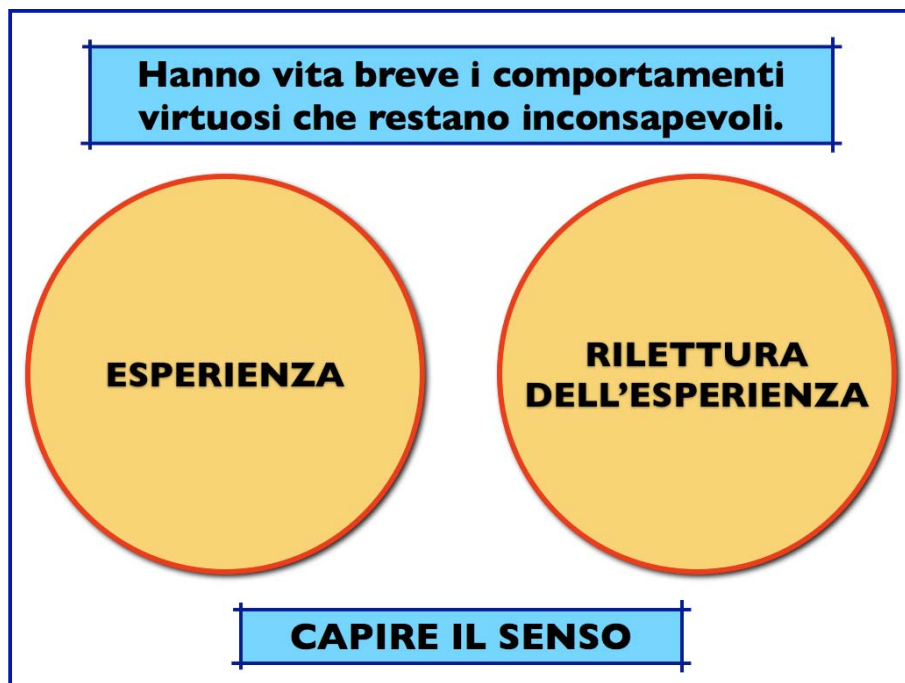 Hanno vita breve i comportamenti
virtuosi che restano inconsapevoli.
ESPERIENZA
RILETTURA
DELL’ESPERIENZA
CAPIRE IL SENSO